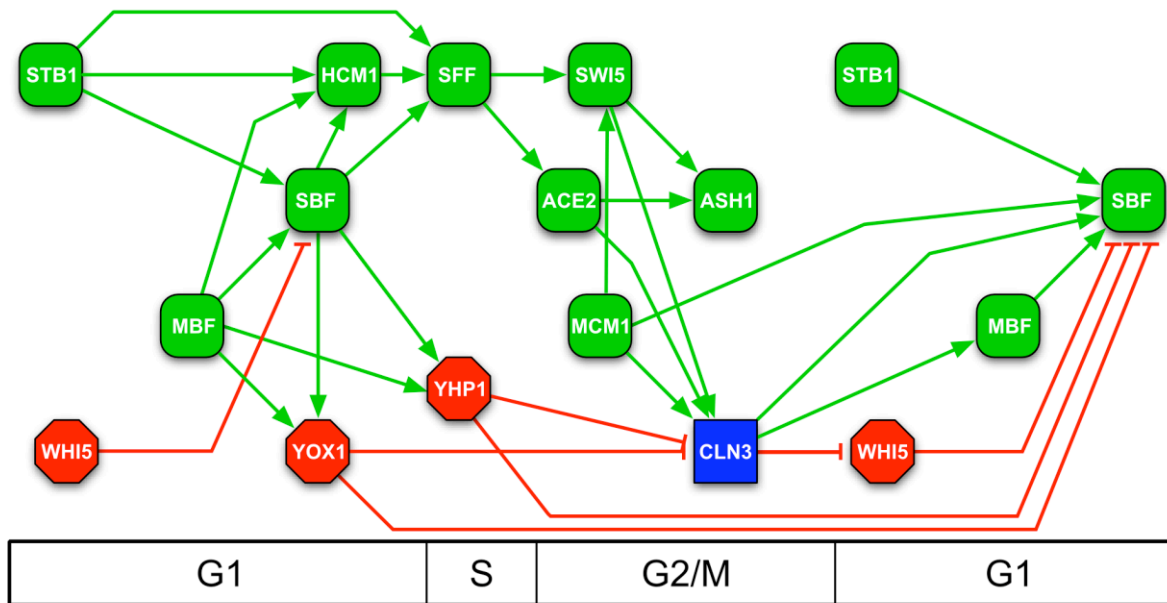 STB1
HCM1
SFF
SWI5
STB1
SBF
ACE2
ASH1
SBF
MBF
MCM1
MBF
YHP1
WHI5
YOX1
CLN3
WHI5
G1
S
G2/M
G1